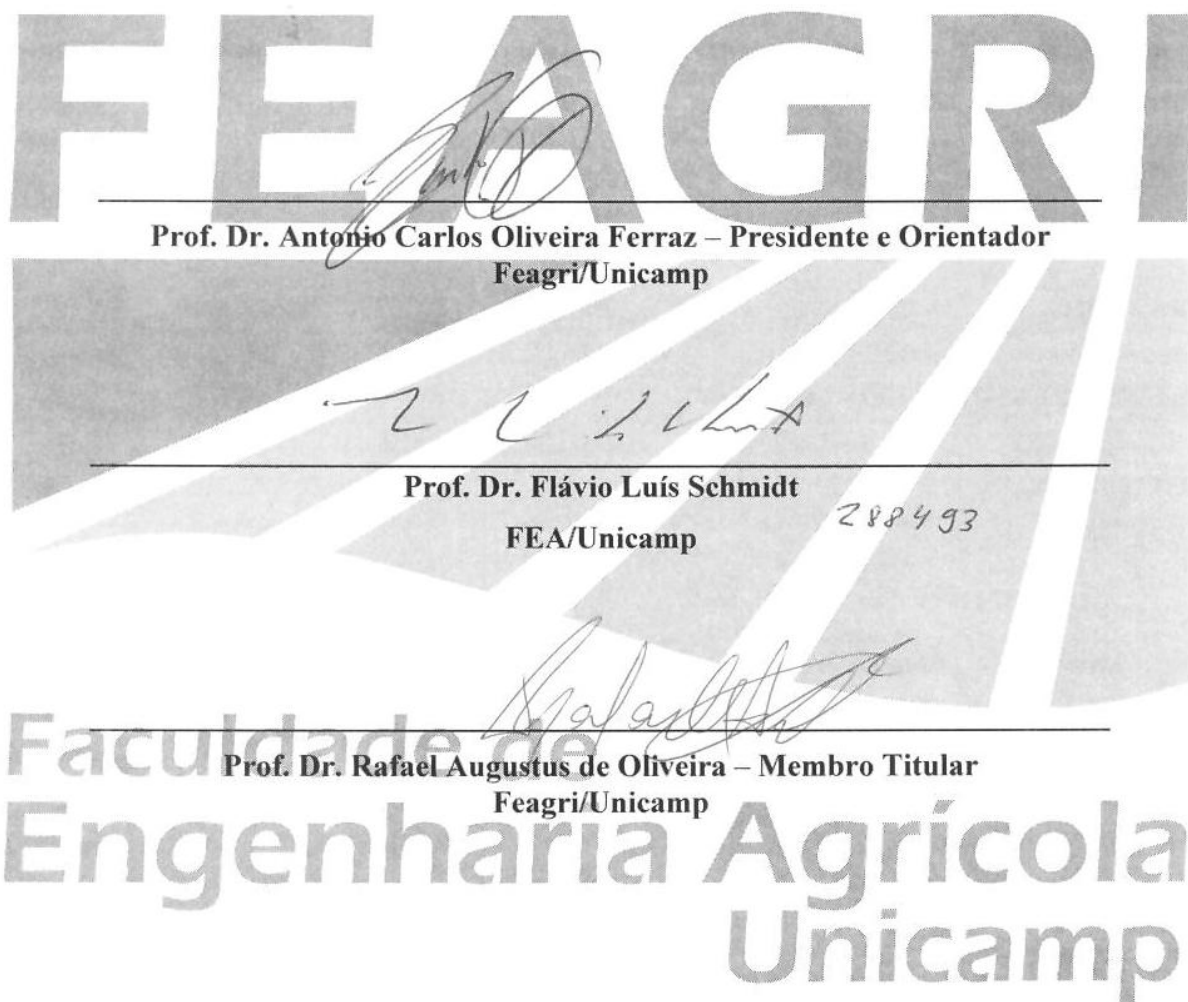 FEAGRI
Prof. Dr. Antonio Carlos Oliveira Ferraz – Presidente e Orientador
Feagri/Unicamp
Prof. Dr. Flávio Luís Schmidt
288493
FEA/Unicamp
Faculdade de
Prof. Dr. Rafael Augustus de Oliveira – Membro Titular
Feagri/Unicamp
Engenharia Agrícola
Unicamp